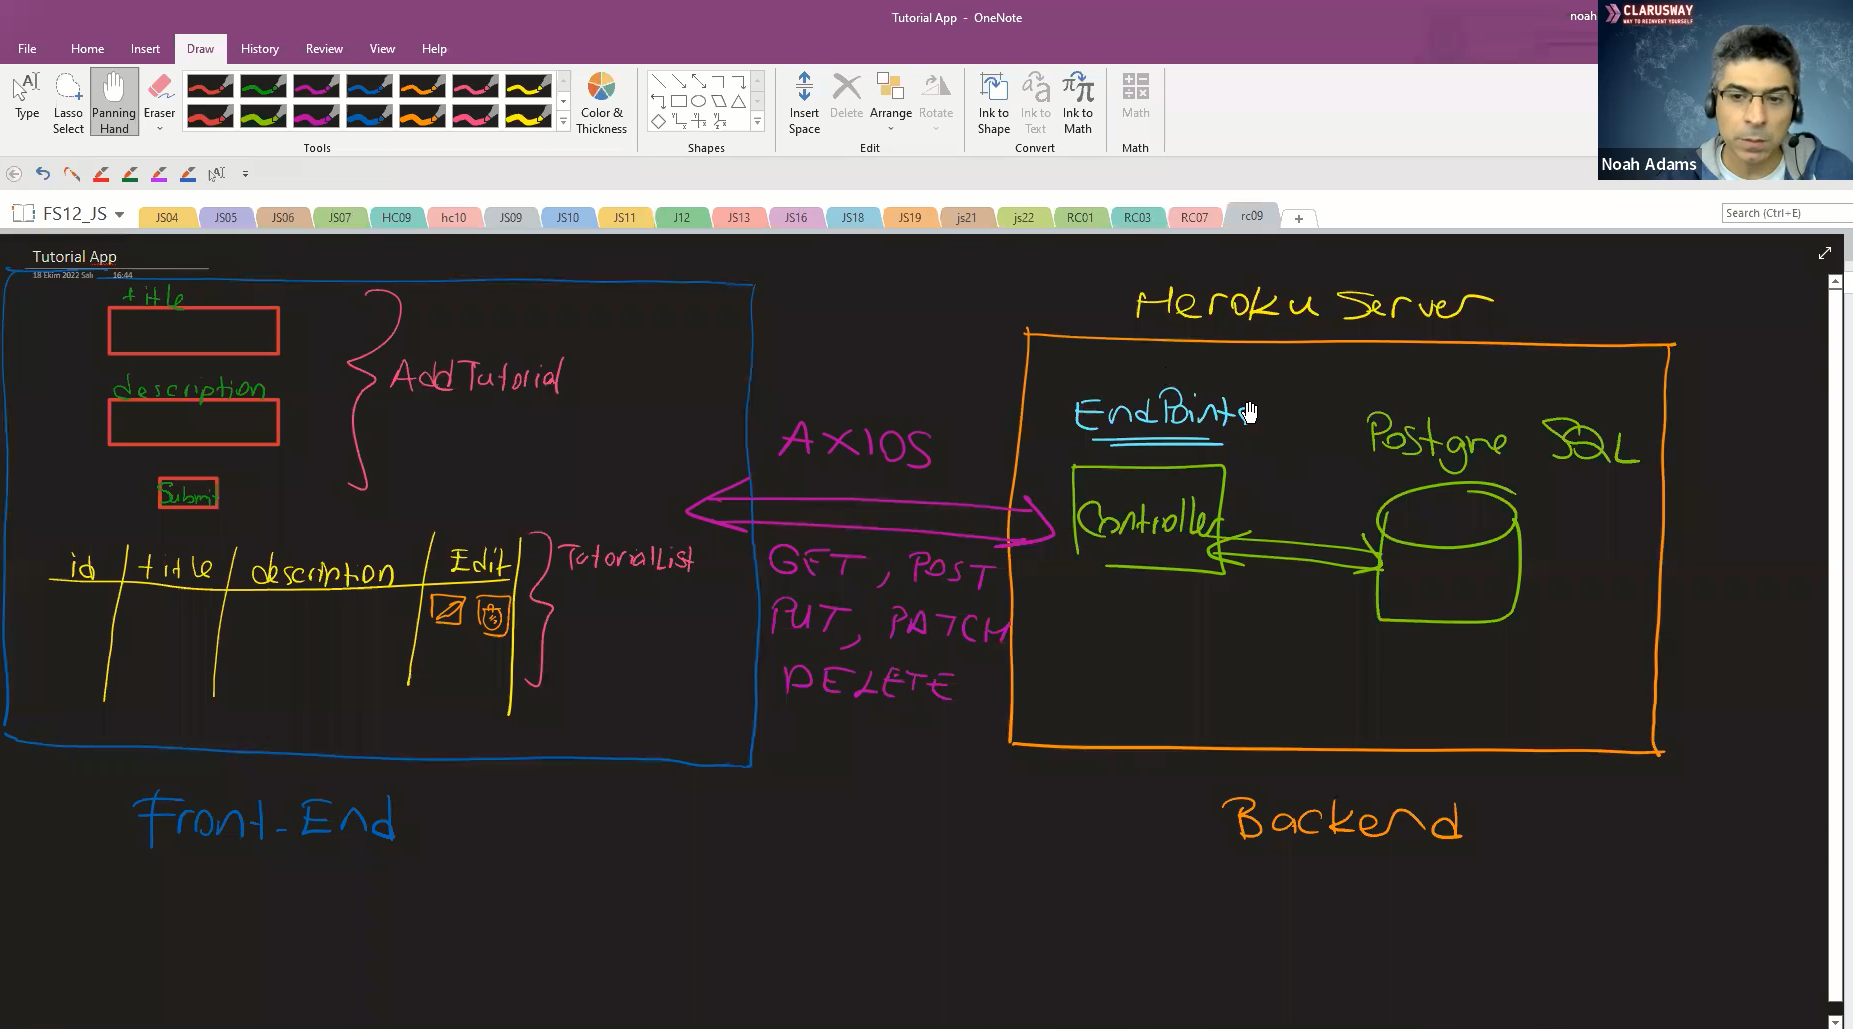 Tutorial App - OneNote
noah
CLARUSWAY
WAY TO REINVENT YOURSELF
File Home Insert Draw History Review View Help
Type
Lasso Select
Panning Hand
Eraser
Color & Thickness
Insert Space
Delete
Arrange
Rotate
Ink to Shape
Ink to Text
Ink to Math
Math
Tools Shapes Edit Convert Math
Noah Adams
FS12_JS JS04 JS05 JS06 JS07 HC09 hc10 JS09 JS10 JS11 J12 JS13 JS16 JS18 JS19 js21 js22 RC01 RC03 RC07 rc09
Search (Ctrl+E)
Tutorial App
18 Ekim 2022 Salı 16:44
title
description
Submit
AddTutorial
id title description Edit
TutorialList
Front-End
AXIOS
GET, POST
PUT, PATCH
DELETE
Heroku Server
EndPoints
Controller
Postgre SQL
Backend